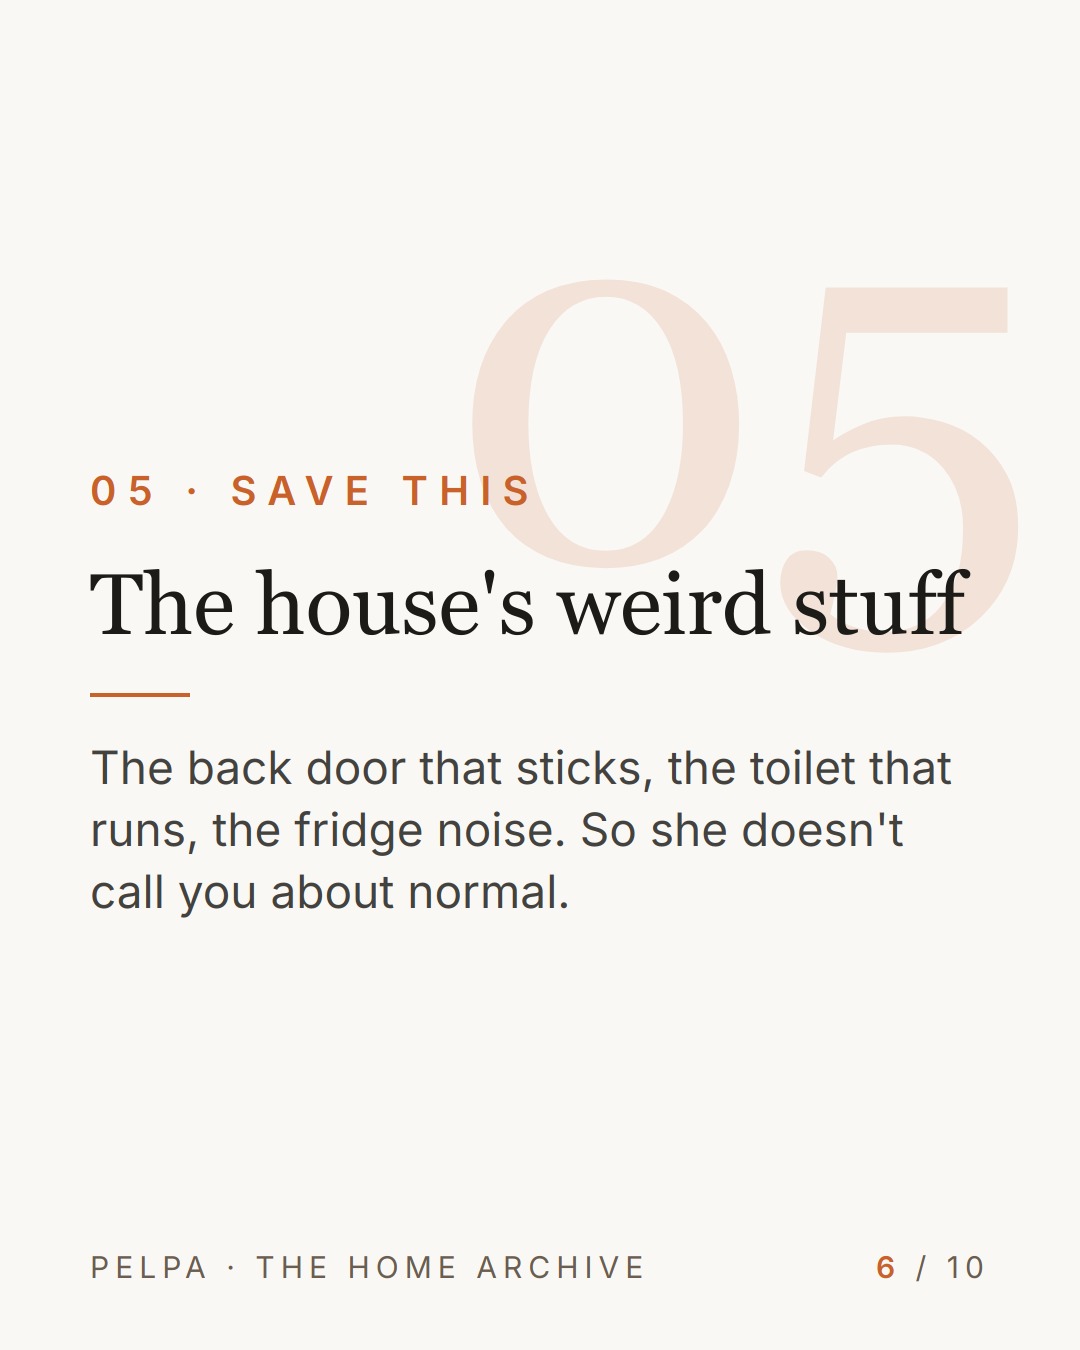 05
05 · SAVE THIS
The house's weird stuff
The back door that sticks, the toilet that
runs, the fridge noise. So she doesn't
call you about normal.
PELPA · THE HOME ARCHIVE
6 / 10